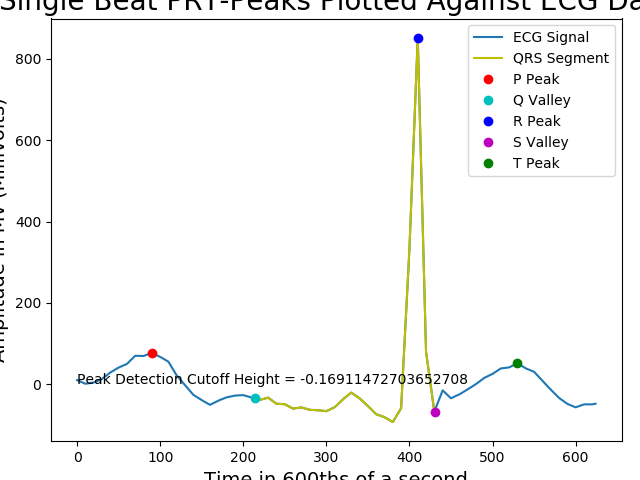 Single Beat PRT-Peaks Plotted Against ECG Da
ECG Signal
QRS Segment
P Peak
Q Valley
R Peak
S Valley
T Peak
Amplitude in MV (MilliVolts)
800
600
400
200
0
Peak Detection Cutoff Height = -0.16911472703652708
0 100 200 300 400 500 600
Time in 600ths of a second